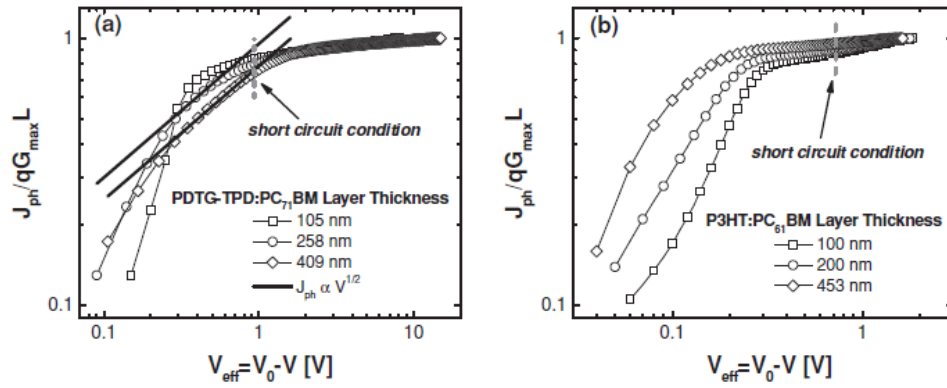 (a)
1
0.1
J_ph/qG_max L
short circuit condition
PDTG-TPD:PC_71BM Layer Thickness
105 nm
258 nm
409 nm
J_ph α V^1/2
0.1
1
10
V_eff=V_0-V [V]
(b)
1
0.1
J_ph/qG_max L
short circuit condition
P3HT:PC_61BM Layer Thickness
100 nm
200 nm
453 nm
0.1
1
V_eff=V_0-V [V]